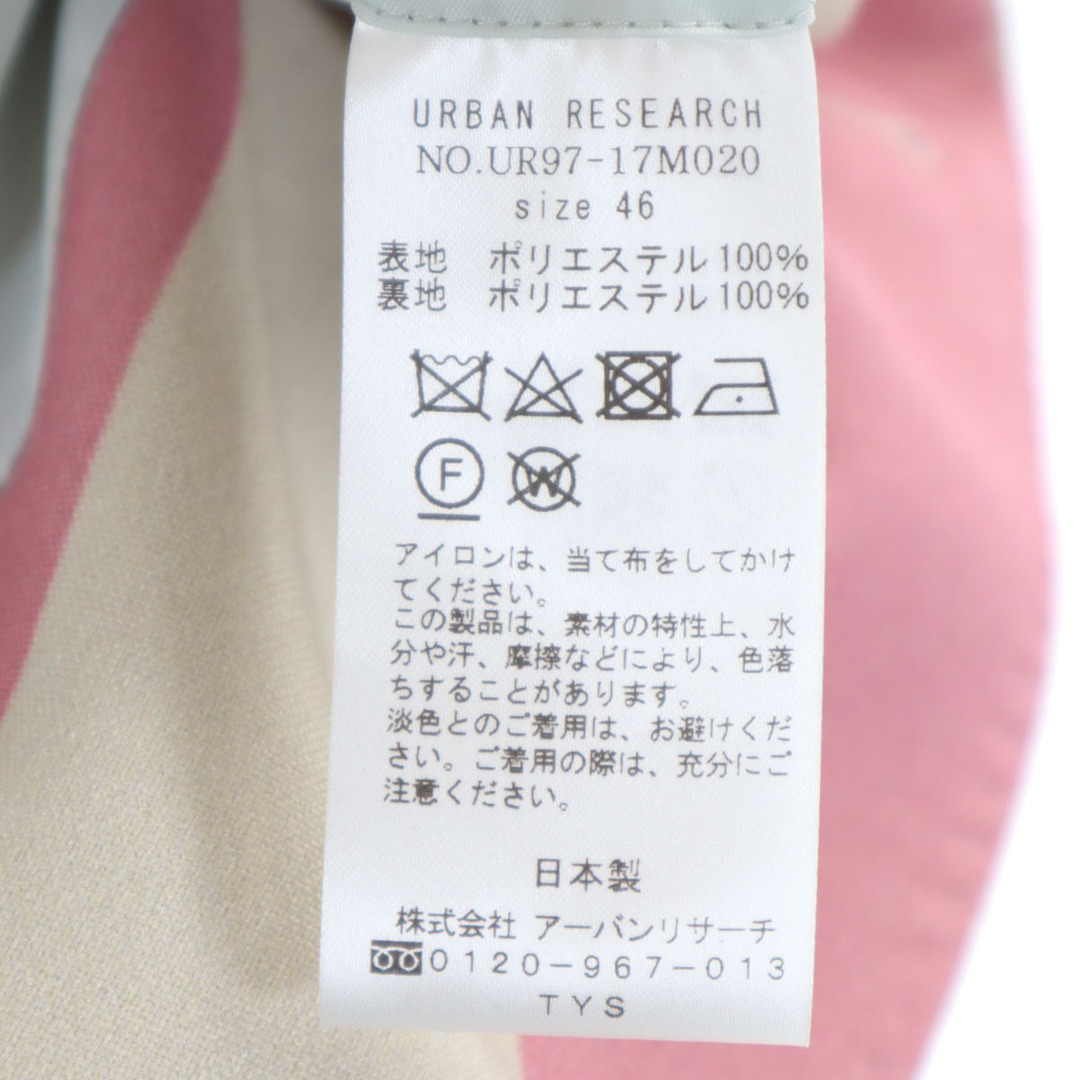 URBAN RESEARCH
NO.UR97-17M020
size 46
表地 ポリエステル100%
裏地 ポリエステル100%
F W
アイロンは、当て布をしてかけ
てください。
この製品は、素材の特性上、水
分や汗、摩擦などにより、色落
ちすることがあります。
淡色とのご着用は、お避けくだ
さい。ご着用の際は、充分にご
注意ください。
日本製
株式会社 アーバンリサーチ
0120-967-013
TYS